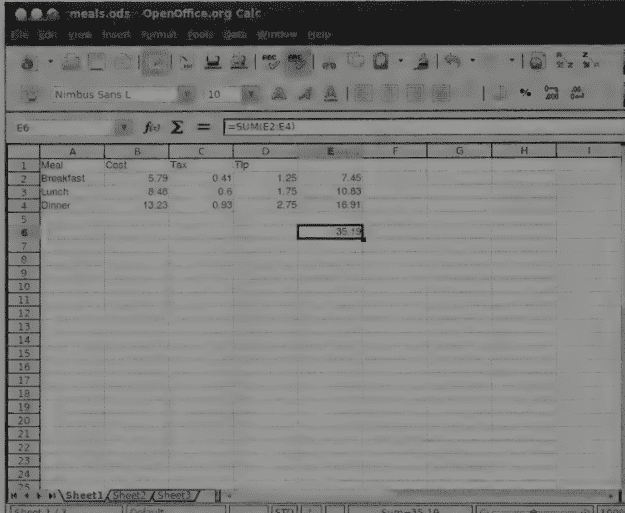 meals.ods - OpenOffice.org Calc
File Edit View Insert Format Tools Data Window Help
Nimbus Sans L 10
E6 f(x) Σ = =SUM(E2:E4)
A B C D E F G H I
1 Meal Cost Tax Tip
2 Breakfast 5.79 0.41 1.25 7.45
3 Lunch 8.48 0.6 1.75 10.83
4 Dinner 13.23 0.93 2.75 16.91
5
6 35.19
7
8
9
10
11
12
13
14
15
16
17
18
19
20
21
22
23
24
25
Sheet1 Sheet2 Sheet3
Sheet 1 / 3 Default STD Sum=35.19 100%